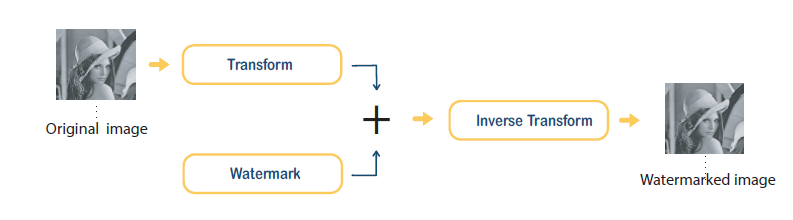 Transform
Original image
Inverse Transform
Watermark
Watermarked image